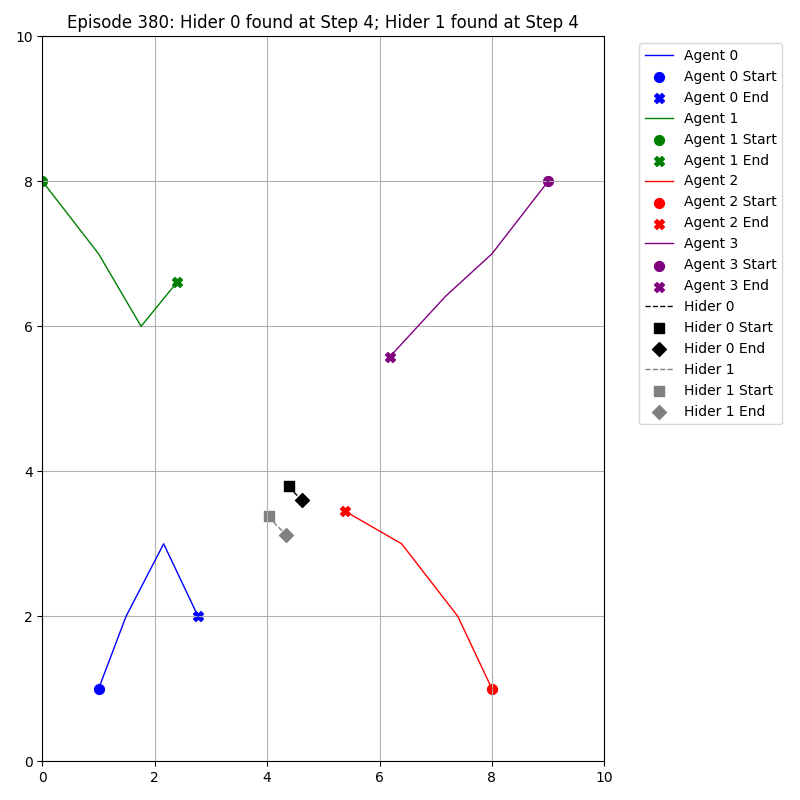 Episode 380: Hider 0 found at Step 4; Hider 1 found at Step 4
10
8
6
4
2
0
0 2 4 6 8 10
Agent 0
Agent 0 Start
Agent 0 End
Agent 1
Agent 1 Start
Agent 1 End
Agent 2
Agent 2 Start
Agent 2 End
Agent 3
Agent 3 Start
Agent 3 End
Hider 0
Hider 0 Start
Hider 0 End
Hider 1
Hider 1 Start
Hider 1 End